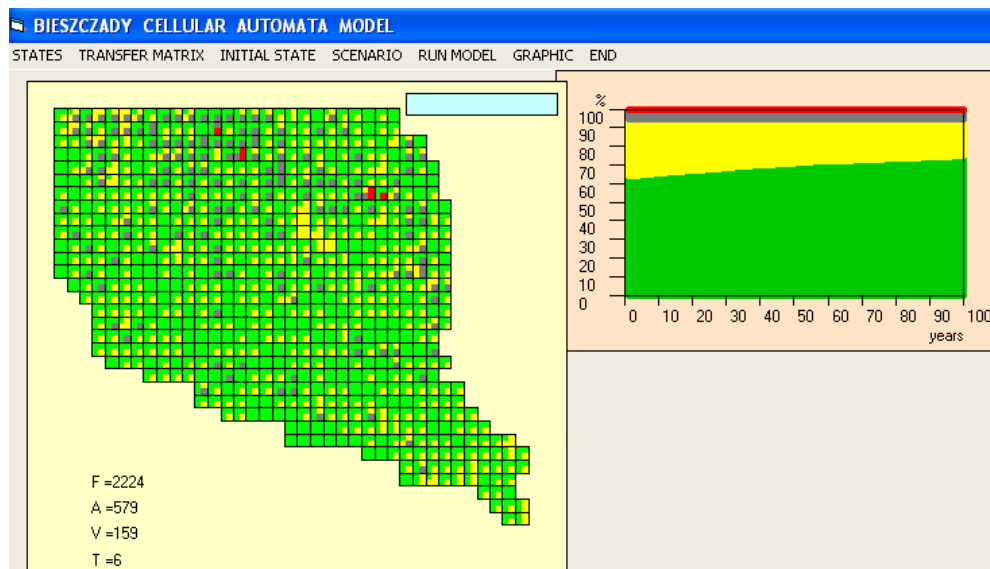 BIESZCZADY CELLULAR AUTOMATA MODEL
STATES TRANSFER MATRIX INITIAL STATE SCENARIO RUN MODEL GRAPHIC END
%
100
90
80
70
60
50
40
30
20
10
0
0 10 20 30 40 50 60 70 80 90 100
years
F =2224
A =579
V =159
T =6